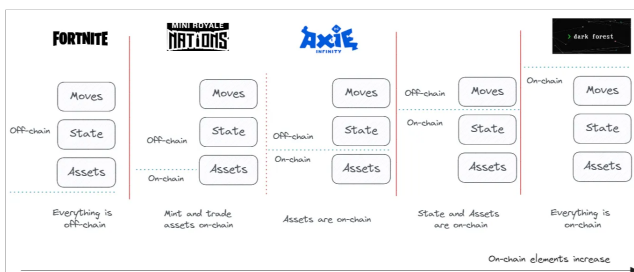 FORTNITE
MINI ROYALE
NATIONS
AXIE
INFINITY
> dark forest
Moves
State
Assets
Off-chain
Moves
State
Assets
Off-chain
On-chain
Moves
State
Assets
Off-chain
On-chain
Moves
State
Assets
Off-chain
On-chain
Moves
State
Assets
On-chain
Everything is
off-chain
Mint and trade
assets on-chain
Assets are on-chain
State and Assets
are on-chain
Everything is
on-chain
On-chain elements increase